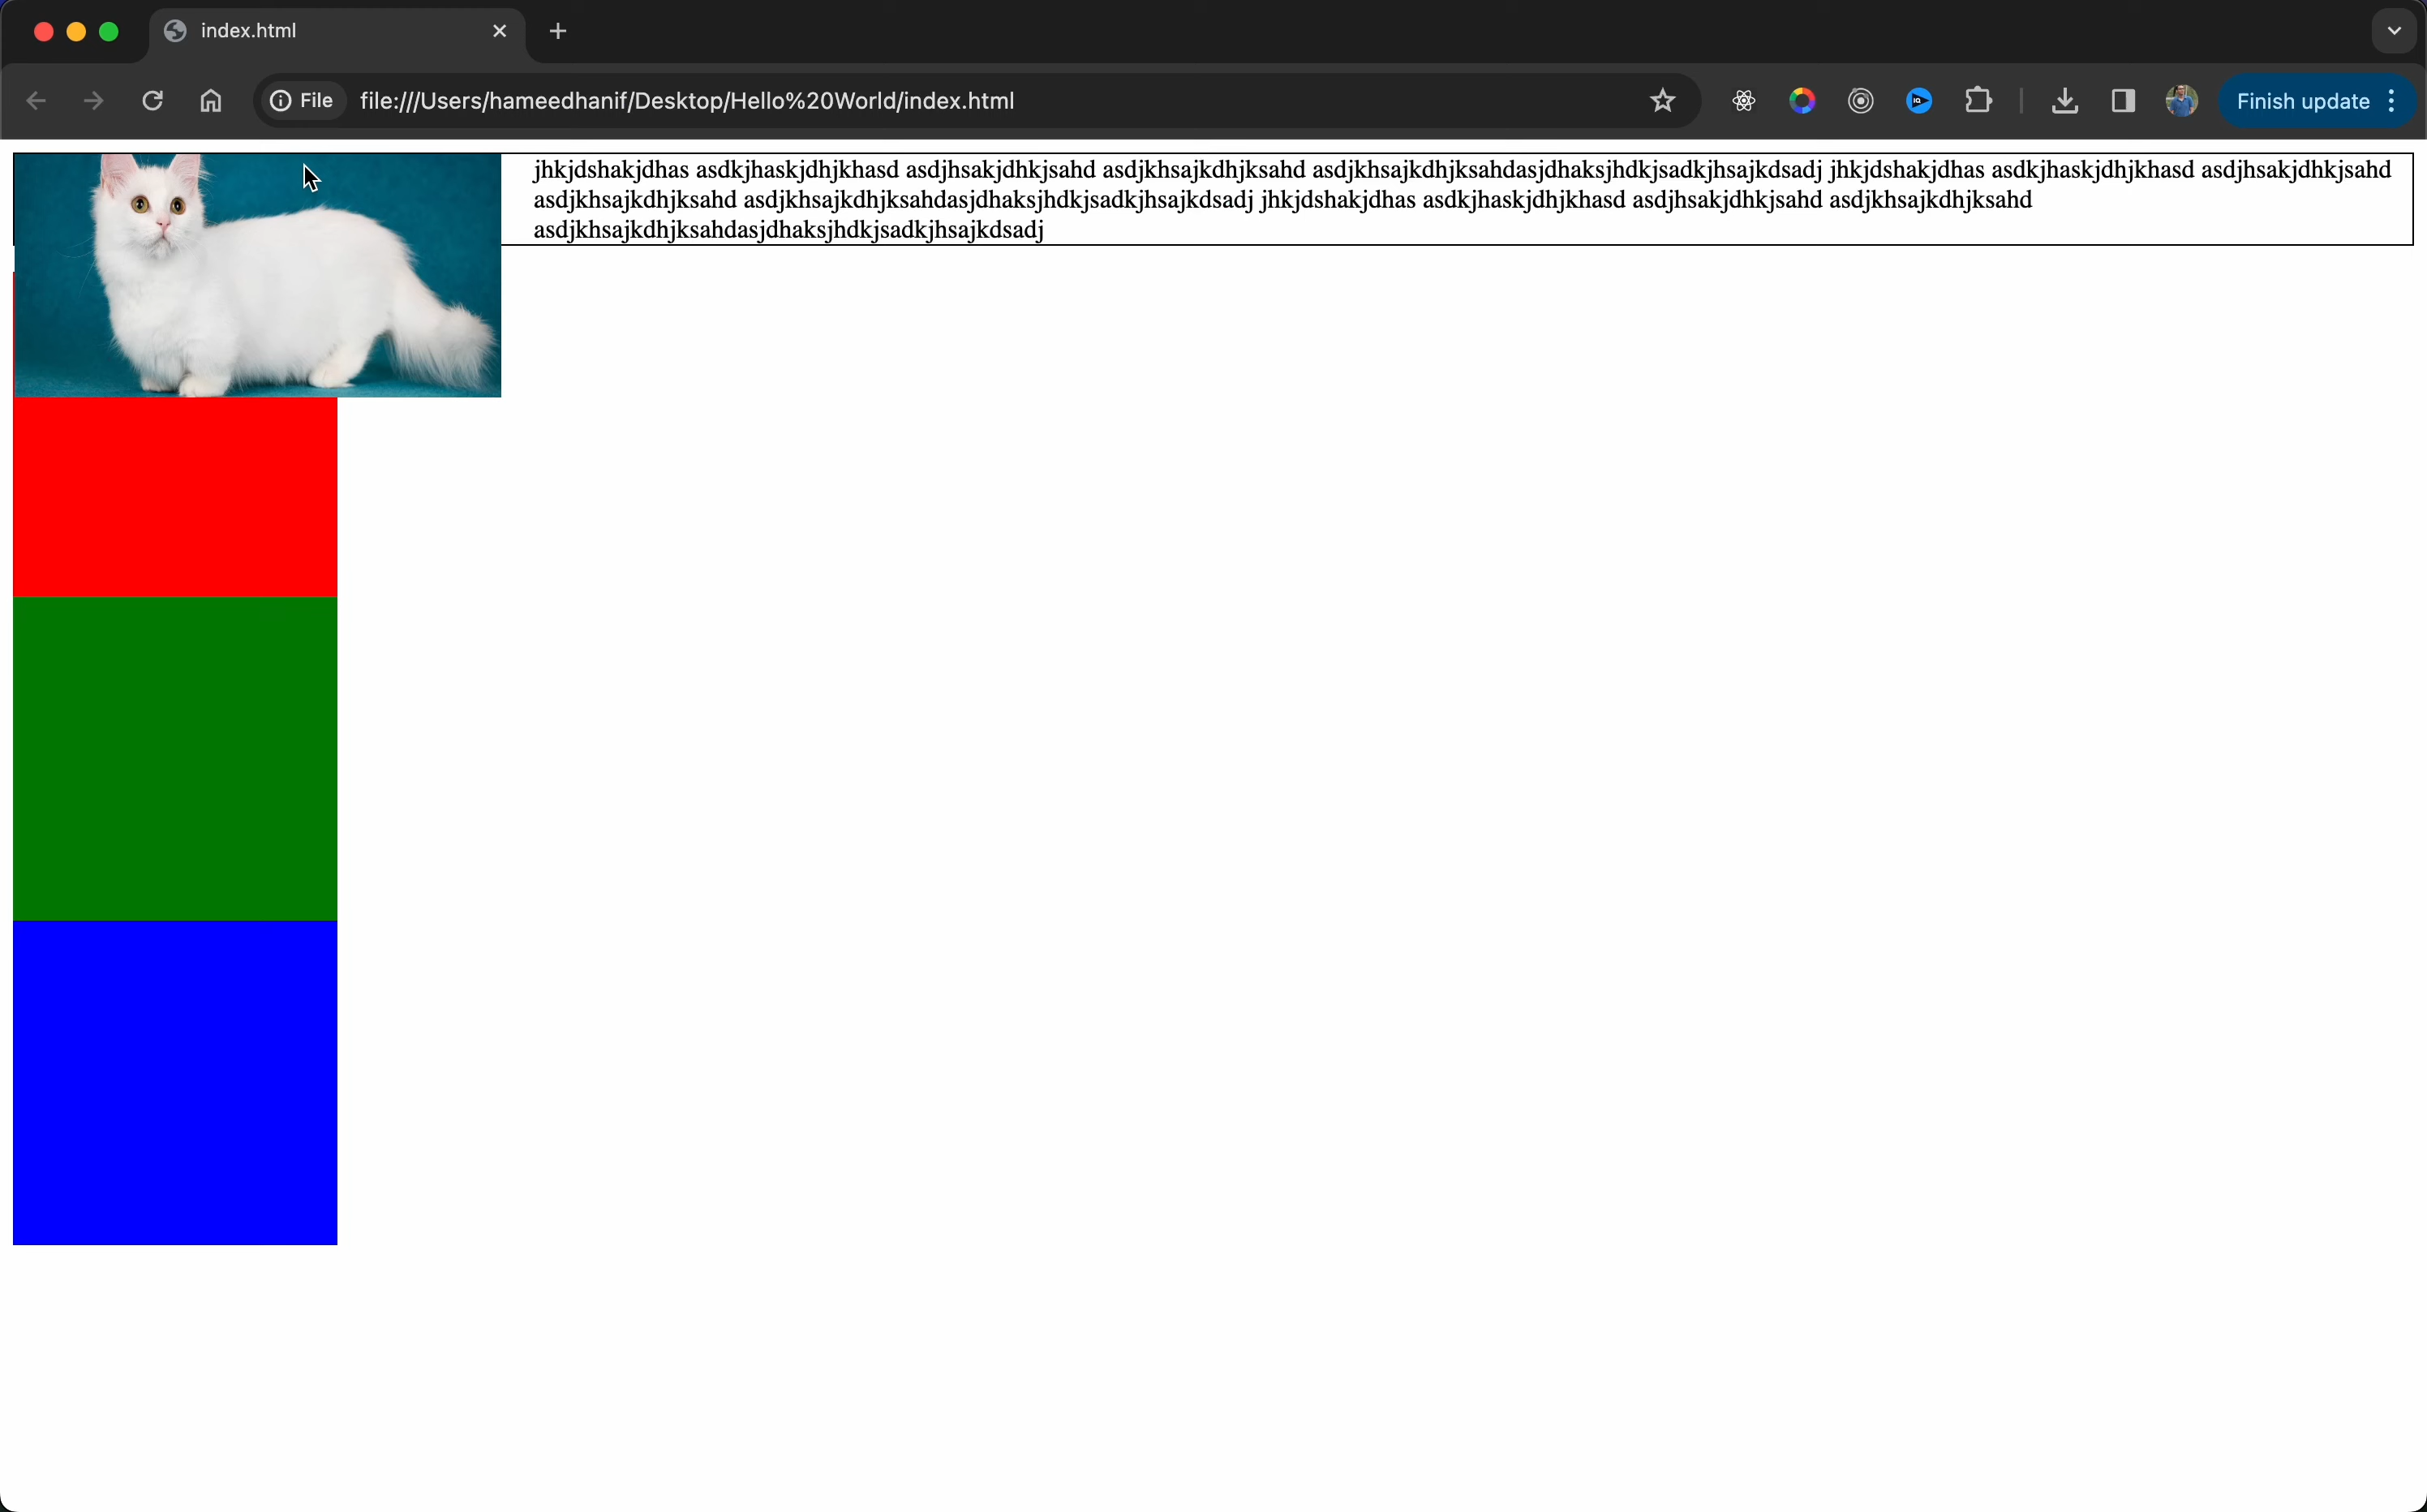 index.html
File file:///Users/hameedhanif/Desktop/Hello%20World/index.html
Finish update
jhkjdshakjdhas asdkjhaskjdhjkhasd asdjhsakjdhkjsahd asdjkhsajkdhjksahd asdjkhsajkdhjksahdasjdhaksjhdkjsadkjhsajkdsadj jhkjdshakjdhas asdkjhaskjdhjkhasd asdjhsakjdhkjsahd
asdjkhsajkdhjksahd asdjkhsajkdhjksahdasjdhaksjhdkjsadkjhsajkdsadj jhkjdshakjdhas asdkjhaskjdhjkhasd asdjhsakjdhkjsahd asdjkhsajkdhjksahd
asdjkhsajkdhjksahdasjdhaksjhdkjsadkjhsajkdsadj